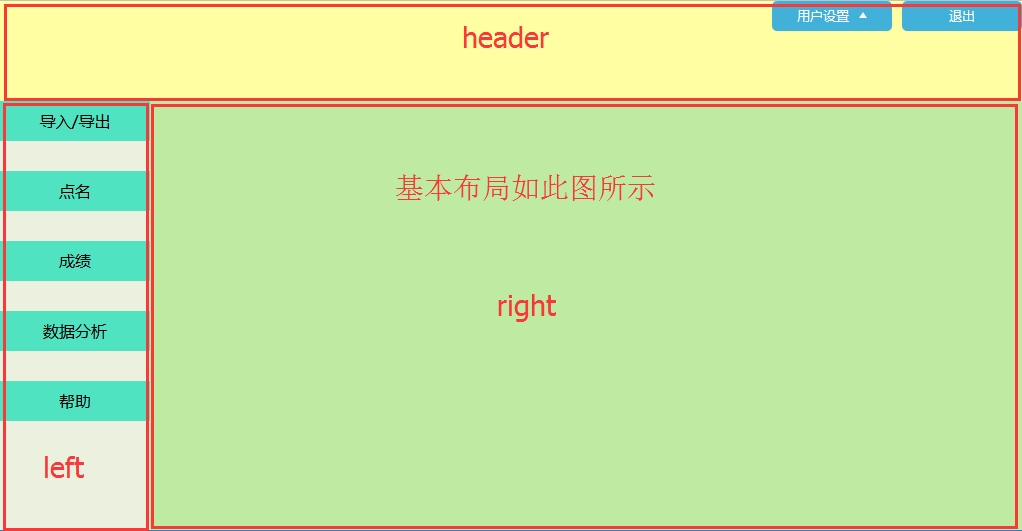 用户设置
退出
header
导入/导出
点名
基本布局如此图所示
成绩
right
数据分析
帮助
left